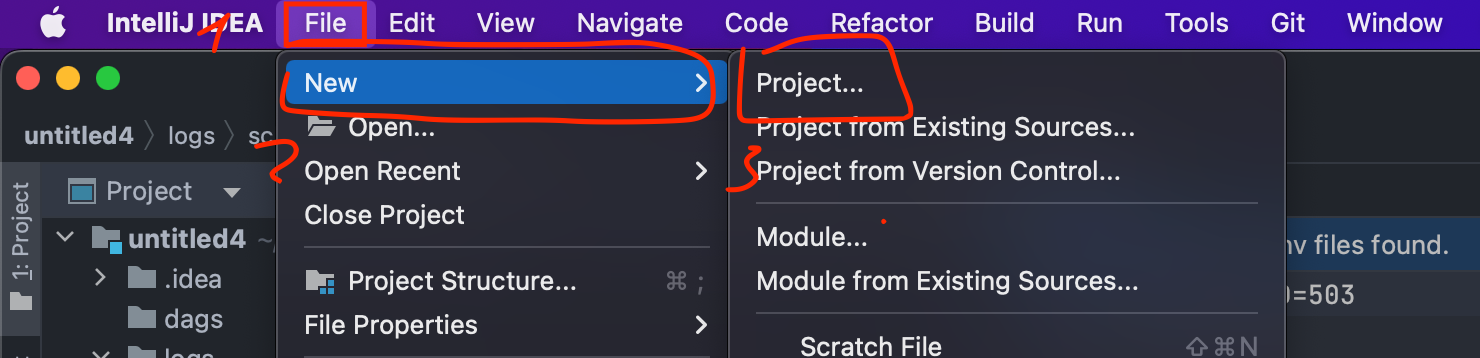 IntelliJ IDEA File Edit View Navigate Code Refactor Build Run Tools Git Window
1
New
Project...
untitled4 logs sc
Open...
Project from Existing Sources...
2
Open Recent
3
Project from Version Control...
1: Project
Project
Close Project
untitled4 ~/
Module...
nv files found.
.idea
Project Structure... ⌘ ;
Module from Existing Sources...
=503
dags
File Properties
logs
Scratch File ⇧⌘N